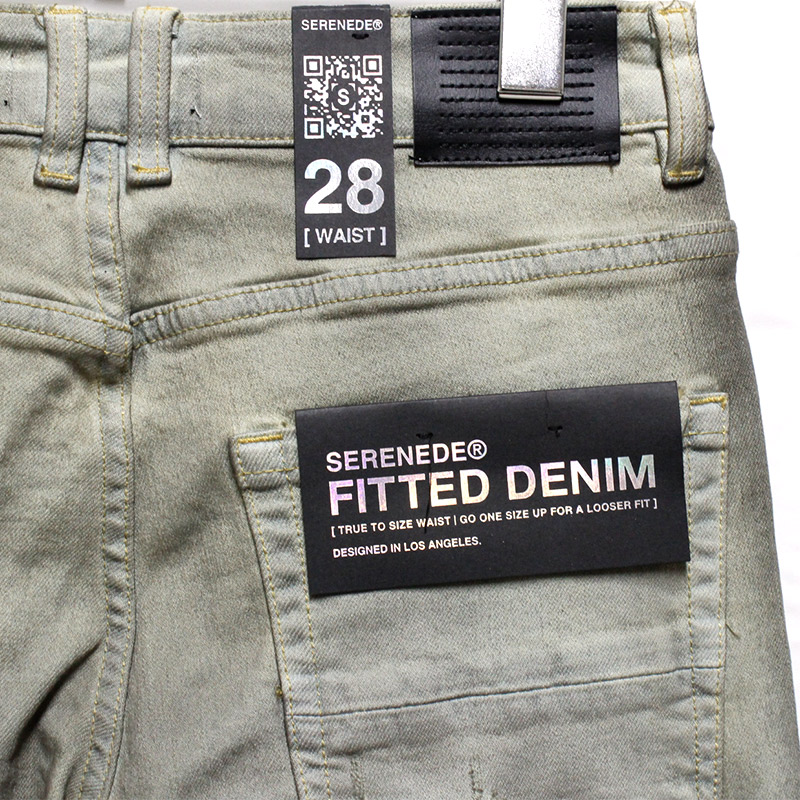 SERENEDE®
S
28
[ WAIST ]
SERENEDE®
FITTED DENIM
[ TRUE TO SIZE WAIST | GO ONE SIZE UP FOR A LOOSER FIT ]
DESIGNED IN LOS ANGELES.